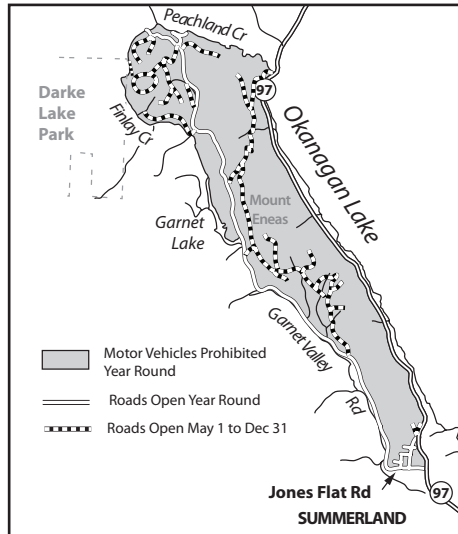 Peachland Cr
97
Darke
Lake
Park
Finlay Cr
Okanagan Lake
Mount
Eneas
Garnet
Lake
Garnet Valley
Rd
Motor Vehicles Prohibited
Year Round
Roads Open Year Round
Roads Open May 1 to Dec 31
Jones Flat Rd
97
SUMMERLAND